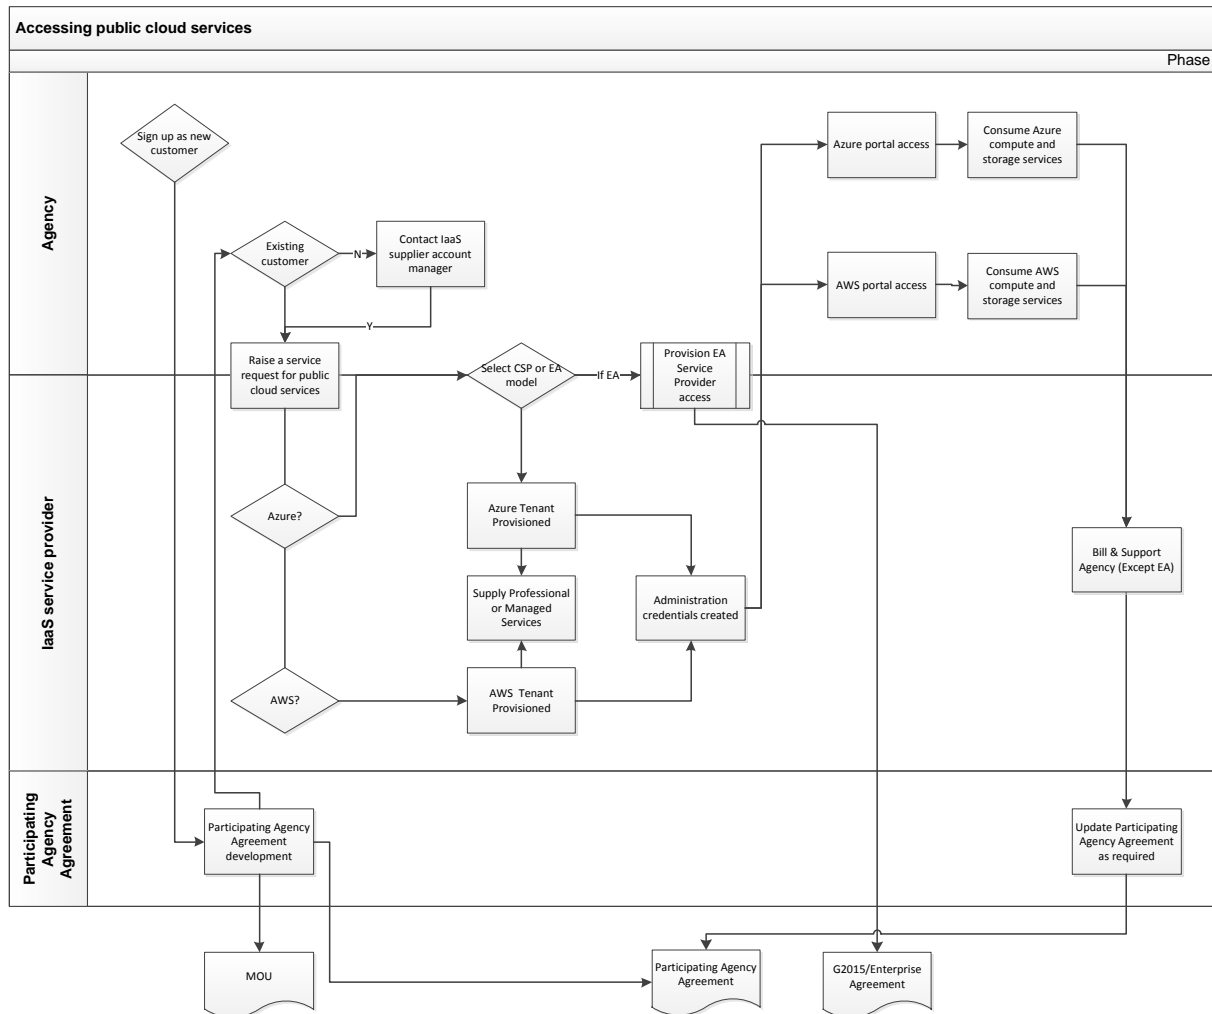 Accessing public cloud services
Phase
Agency
Sign up as new
customer
Azure portal access
Consume Azure
compute and
storage services
Existing
customer
N
Contact IaaS
supplier account
manager
AWS portal access
Consume AWS
compute and
storage services
Y
Raise a service
request for public
cloud services
Select CSP or EA
model
If EA
Provision EA
Service
Provider
access
IaaS service provider
Azure?
Azure Tenant
Provisioned
Bill & Support
Agency (Except EA)
Supply Professional
or Managed
Services
Administration
credentials created
AWS?
AWS  Tenant
Provisioned
Participating
Agency
Agreement
Participating Agency
Agreement
development
Update Participating
Agency Agreement
as required
MOU
Participating Agency
Agreement
G2015/Enterprise
Agreement